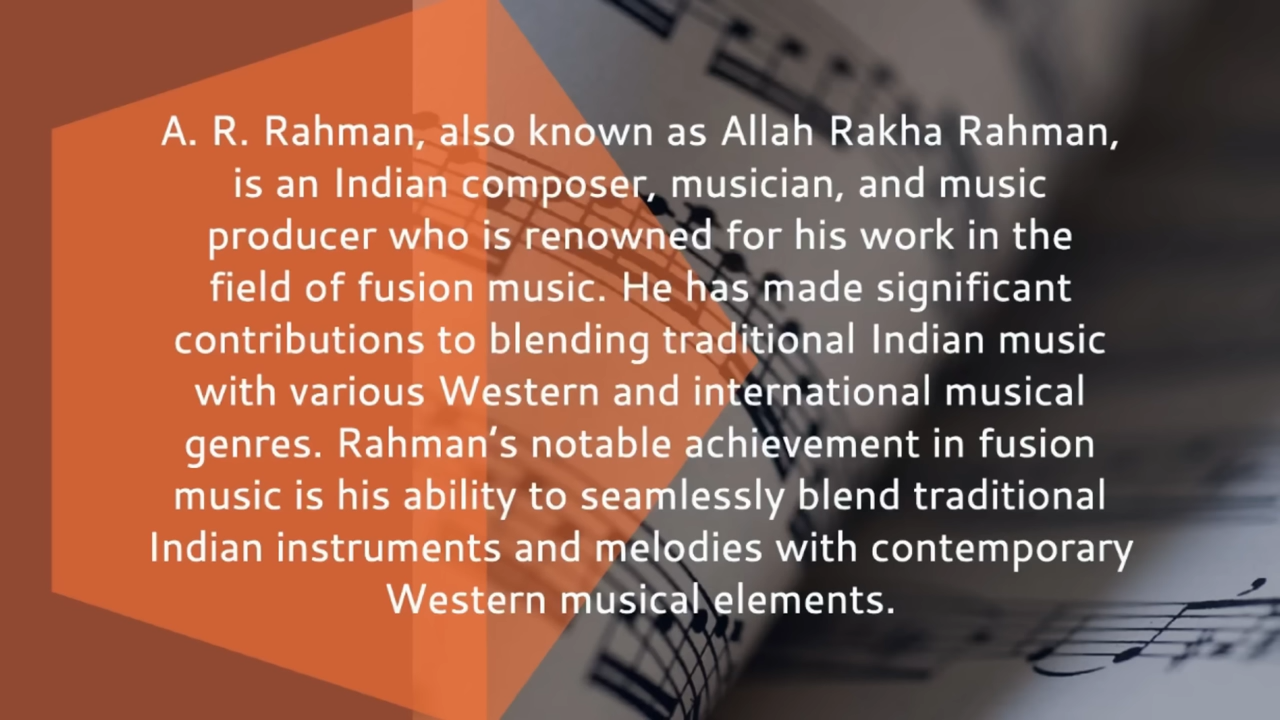 A. R. Rahman, also known as Allah Rakha Rahman,
is an Indian composer, musician, and music
producer who is renowned for his work in the
field of fusion music. He has made significant
contributions to blending traditional Indian music
with various Western and international musical
genres. Rahman’s notable achievement in fusion
music is his ability to seamlessly blend traditional
Indian instruments and melodies with contemporary
Western musical elements.